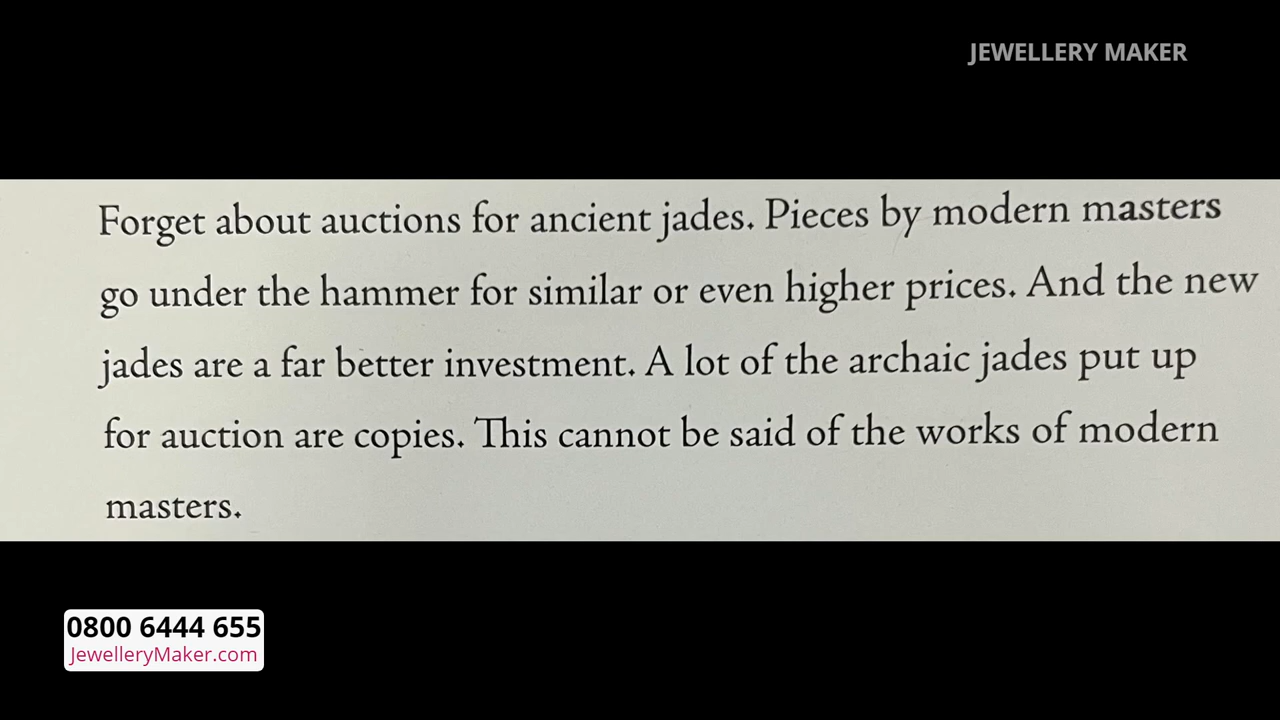 JEWELLERY MAKER
Forget about auctions for ancient jades. Pieces by modern masters
go under the hammer for similar or even higher prices. And the new
jades are a far better investment. A lot of the archaic jades put up
for auction are copies. This cannot be said of the works of modern
masters.
0800 6444 655
JewelleryMaker.com